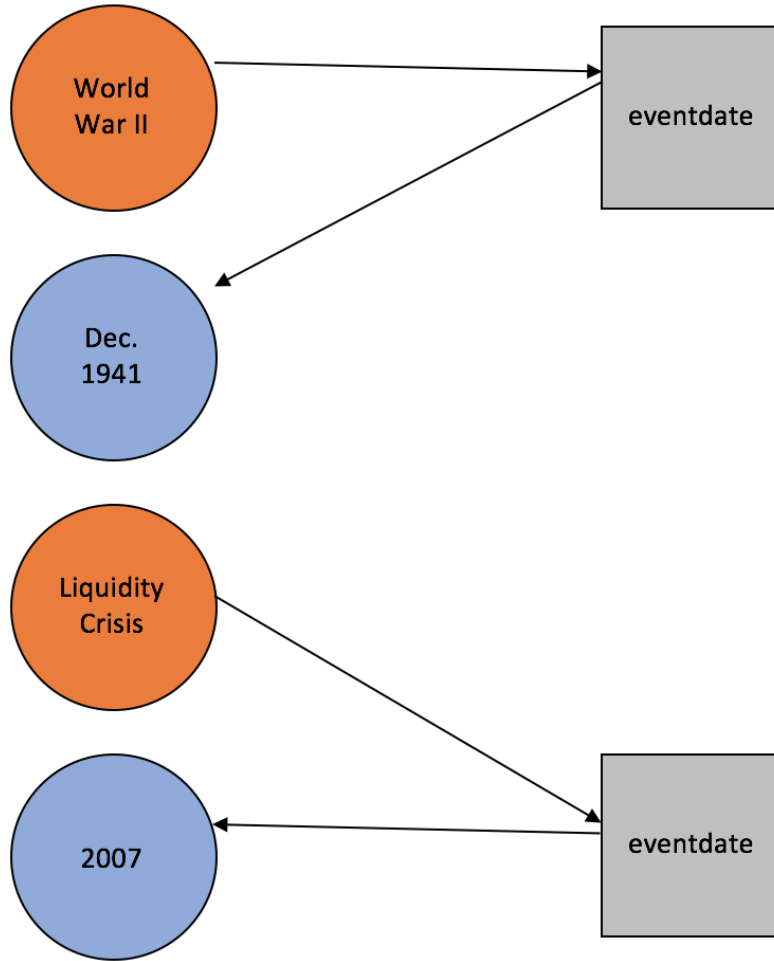 World
War II
eventdate
Dec.
1941
Liquidity
Crisis
2007
eventdate